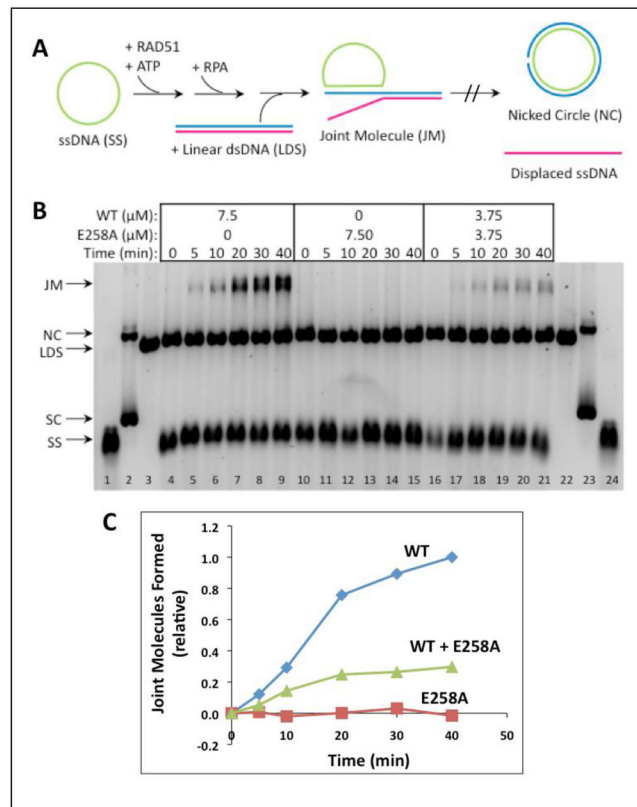 A
+ RAD51
+ ATP
+ RPA
ssDNA (SS)
+ Linear dsDNA (LDS)
Joint Molecule (JM)
Nicked Circle (NC)
Displaced ssDNA
B
WT (μM): 7.5 0 3.75
E258A (μM): 0 7.50 3.75
Time (min): 0 5 10 20 30 40 0 5 10 20 30 40 0 5 10 20 30 40
JM
NC
LDS
SC
SS
1 2 3 4 5 6 7 8 9 10 11 12 13 14 15 16 17 18 19 20 21 22 23 24
C
Joint Molecules Formed
(relative)
1.2
1.0
0.8
0.6
0.4
0.2
0.0
-0.2
WT
WT + E258A
E258A
0 10 20 30 40 50
Time (min)